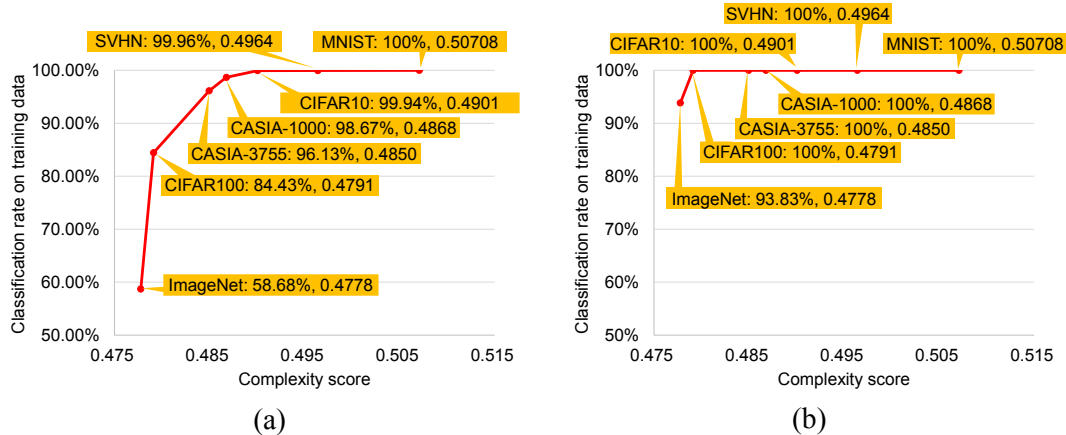 SVHN: 99.96%, 0.4964
MNIST: 100%, 0.50708
100.00%
CIFAR10: 99.94%, 0.4901
CASIA-1000: 98.67%, 0.4868
90.00%
CASIA-3755: 96.13%, 0.4850
80.00%
CIFAR100: 84.43%, 0.4791
70.00%
60.00%
ImageNet: 58.68%, 0.4778
50.00%
Classification rate on training data
0.475
0.485
0.495
0.505
0.515
Complexity score
(a)
SVHN: 100%, 0.4964
CIFAR10: 100%, 0.4901
MNIST: 100%, 0.50708
100%
CASIA-1000: 100%, 0.4868
90%
CASIA-3755: 100%, 0.4850
CIFAR100: 100%, 0.4791
80%
ImageNet: 93.83%, 0.4778
70%
60%
50%
Classification rate on training data
0.475
0.485
0.495
0.505
0.515
Complexity score
(b)